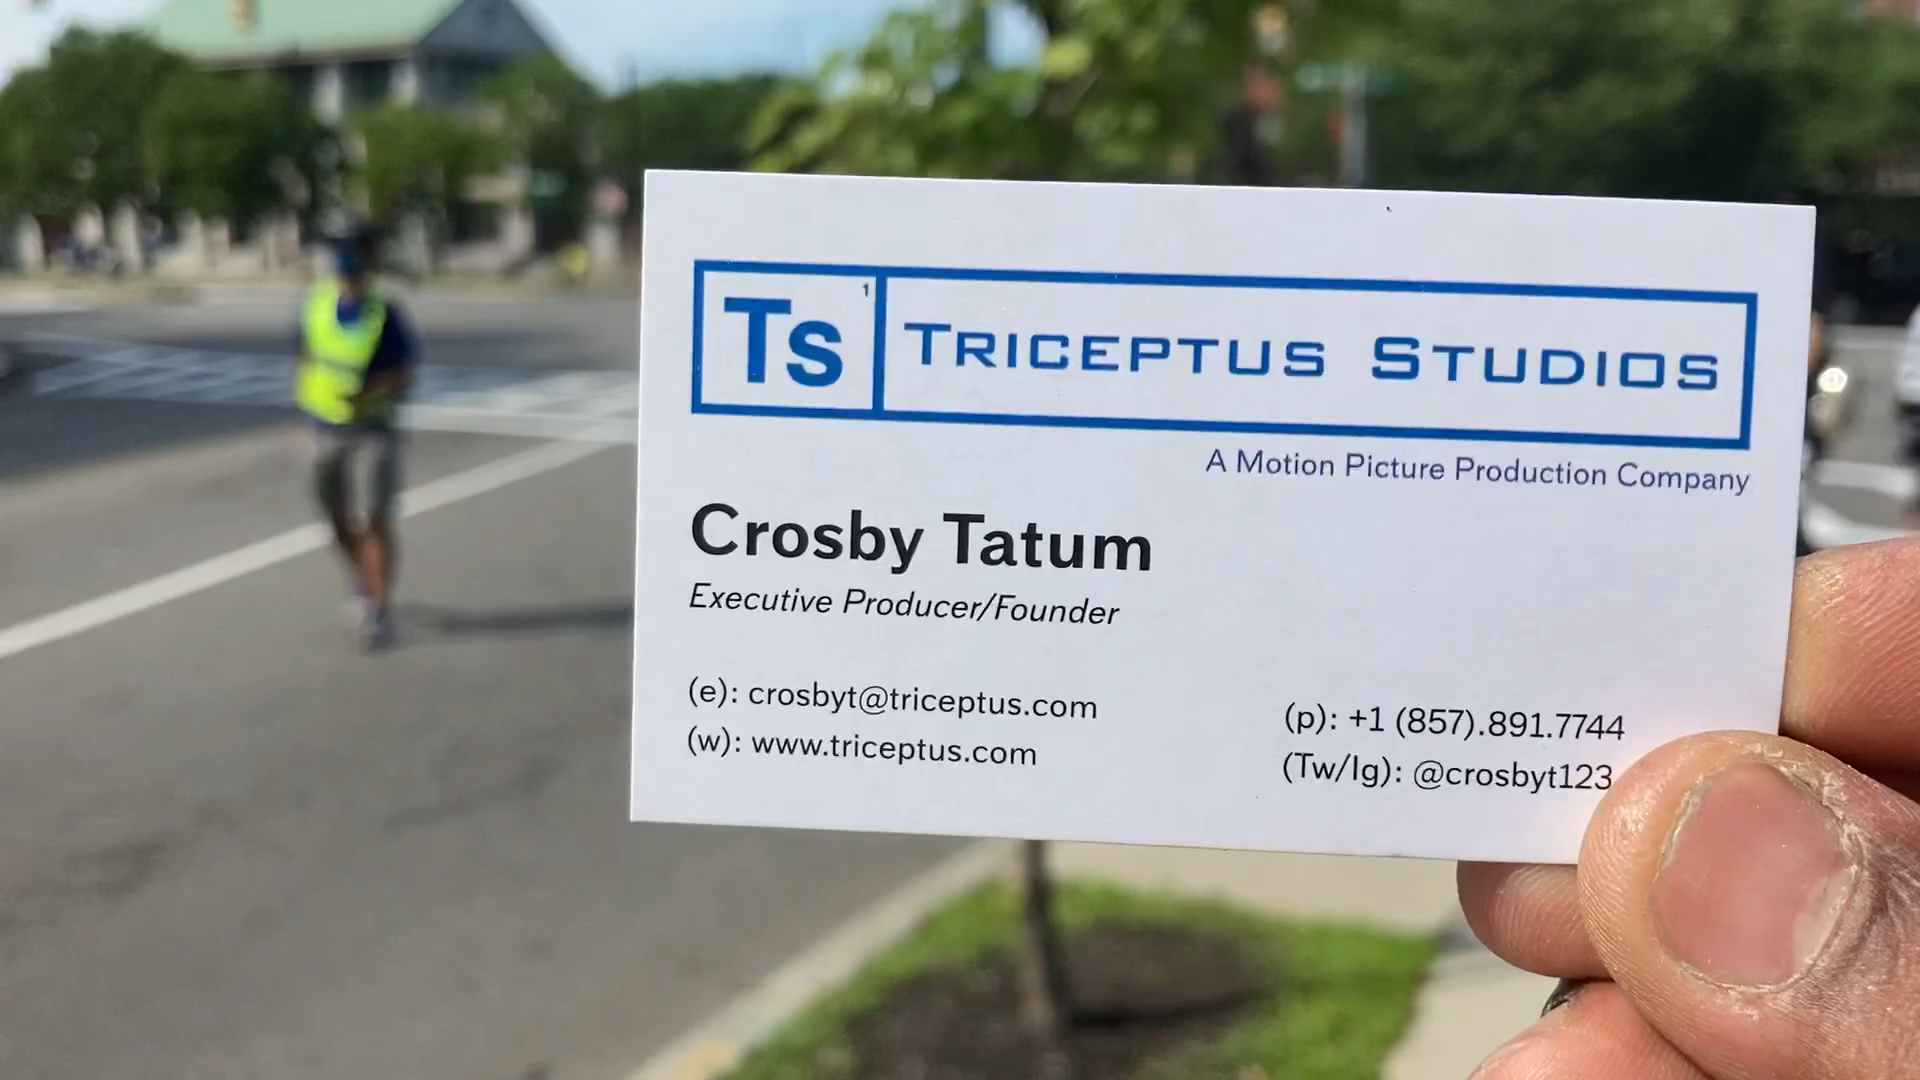 Ts 1
TRICEPTUS STUDIOS
A Motion Picture Production Company
Crosby Tatum
Executive Producer/Founder
(e): crosbyt@triceptus.com
(w): www.triceptus.com
(p): +1 (857).891.7744
(Tw/Ig): @crosbyt123